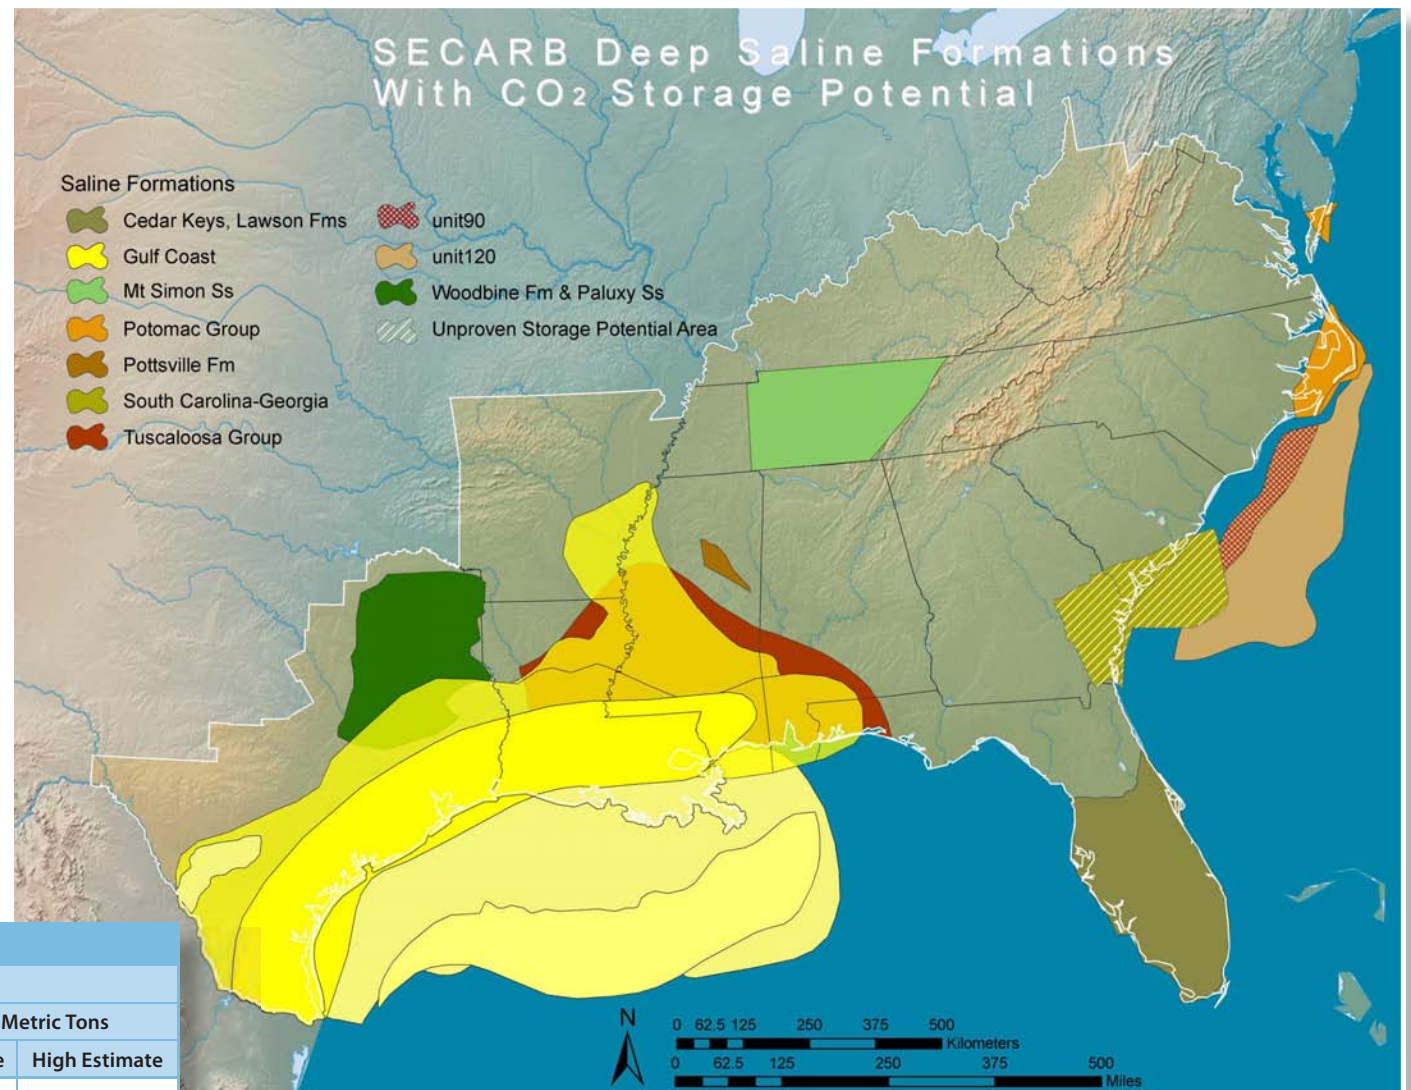 SECARB Deep Saline Formations
With CO2 Storage Potential
Saline Formations
Cedar Keys, Lawson Fms
Gulf Coast
Mt Simon Ss
Potomac Group
Pottsville Fm
South Carolina-Georgia
Tuscaloosa Group
unit90
unit120
Woodbine Fm & Paluxy Ss
Unproven Storage Potential Area
Metric Tons
High Estimate
N
0 62.5 125 250 375 500
Kilometers
0 62.5 125 250 375 500
Miles